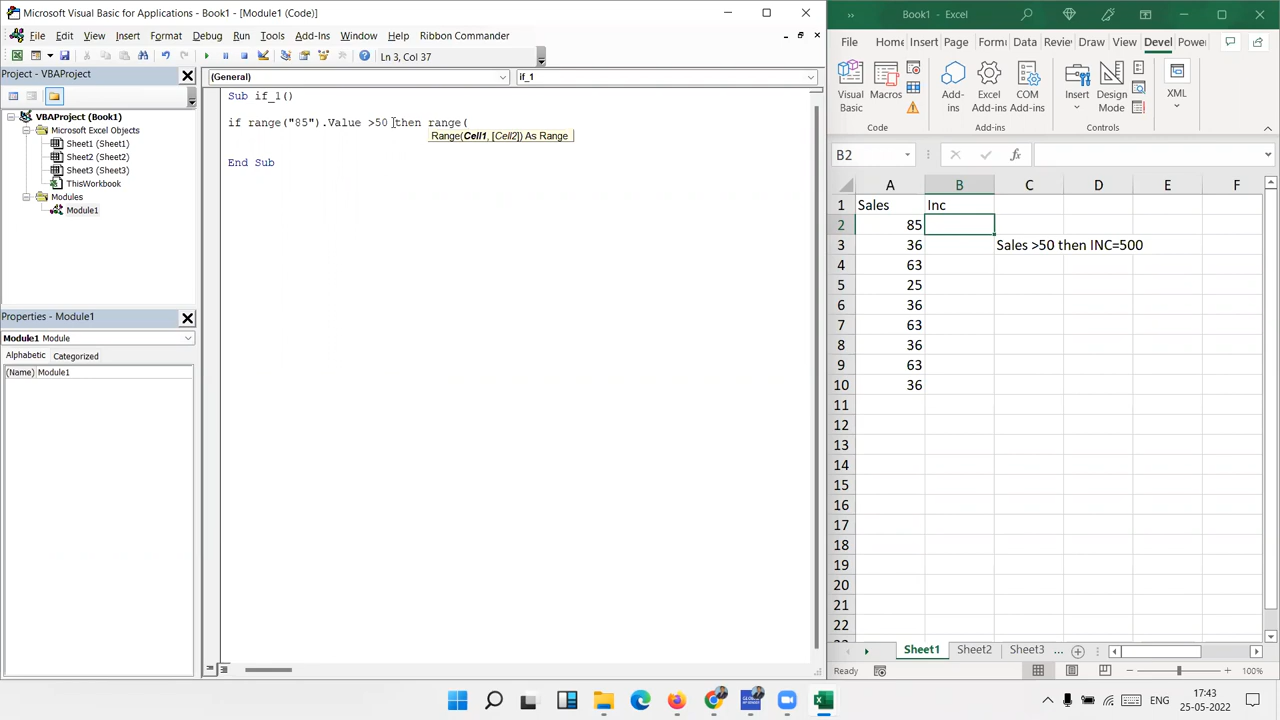 Microsoft Visual Basic for Applications - Book1 - [Module1 (Code)]
File Edit View Insert Format Debug Run Tools Add-Ins Window Help Ribbon Commander
Ln 3, Col 37
Project - VBAProject
(General)
if_1
VBAProject (Book1)
Microsoft Excel Objects
Sheet1 (Sheet1)
Sheet2 (Sheet2)
Sheet3 (Sheet3)
ThisWorkbook
Modules
Module1
Sub if_1()
if range("85").Value >50 then range(
Range(Cell1, [Cell2]) As Range
End Sub
Properties - Module1
Module1 Module
Alphabetic Categorized
(Name) Module1
Book1 - Excel
File Home Insert Page Form Data Revie Draw View Devel Power
Visual Basic
Macros
Add-ins
Excel Add-ins
COM Add-ins
Insert
Design Mode
XML
Code
Add-ins
Controls
B2
fx
A B C D E F
1 Sales Inc
2 85
3 36 Sales >50 then INC=500
4 63
5 25
6 36
7 63
8 36
9 63
10 36
11
12
13
14
15
16
17
18
19
20
21
22
Sheet1 Sheet2 Sheet3 ...
Ready
100%
ENG
17:43
25-05-2022